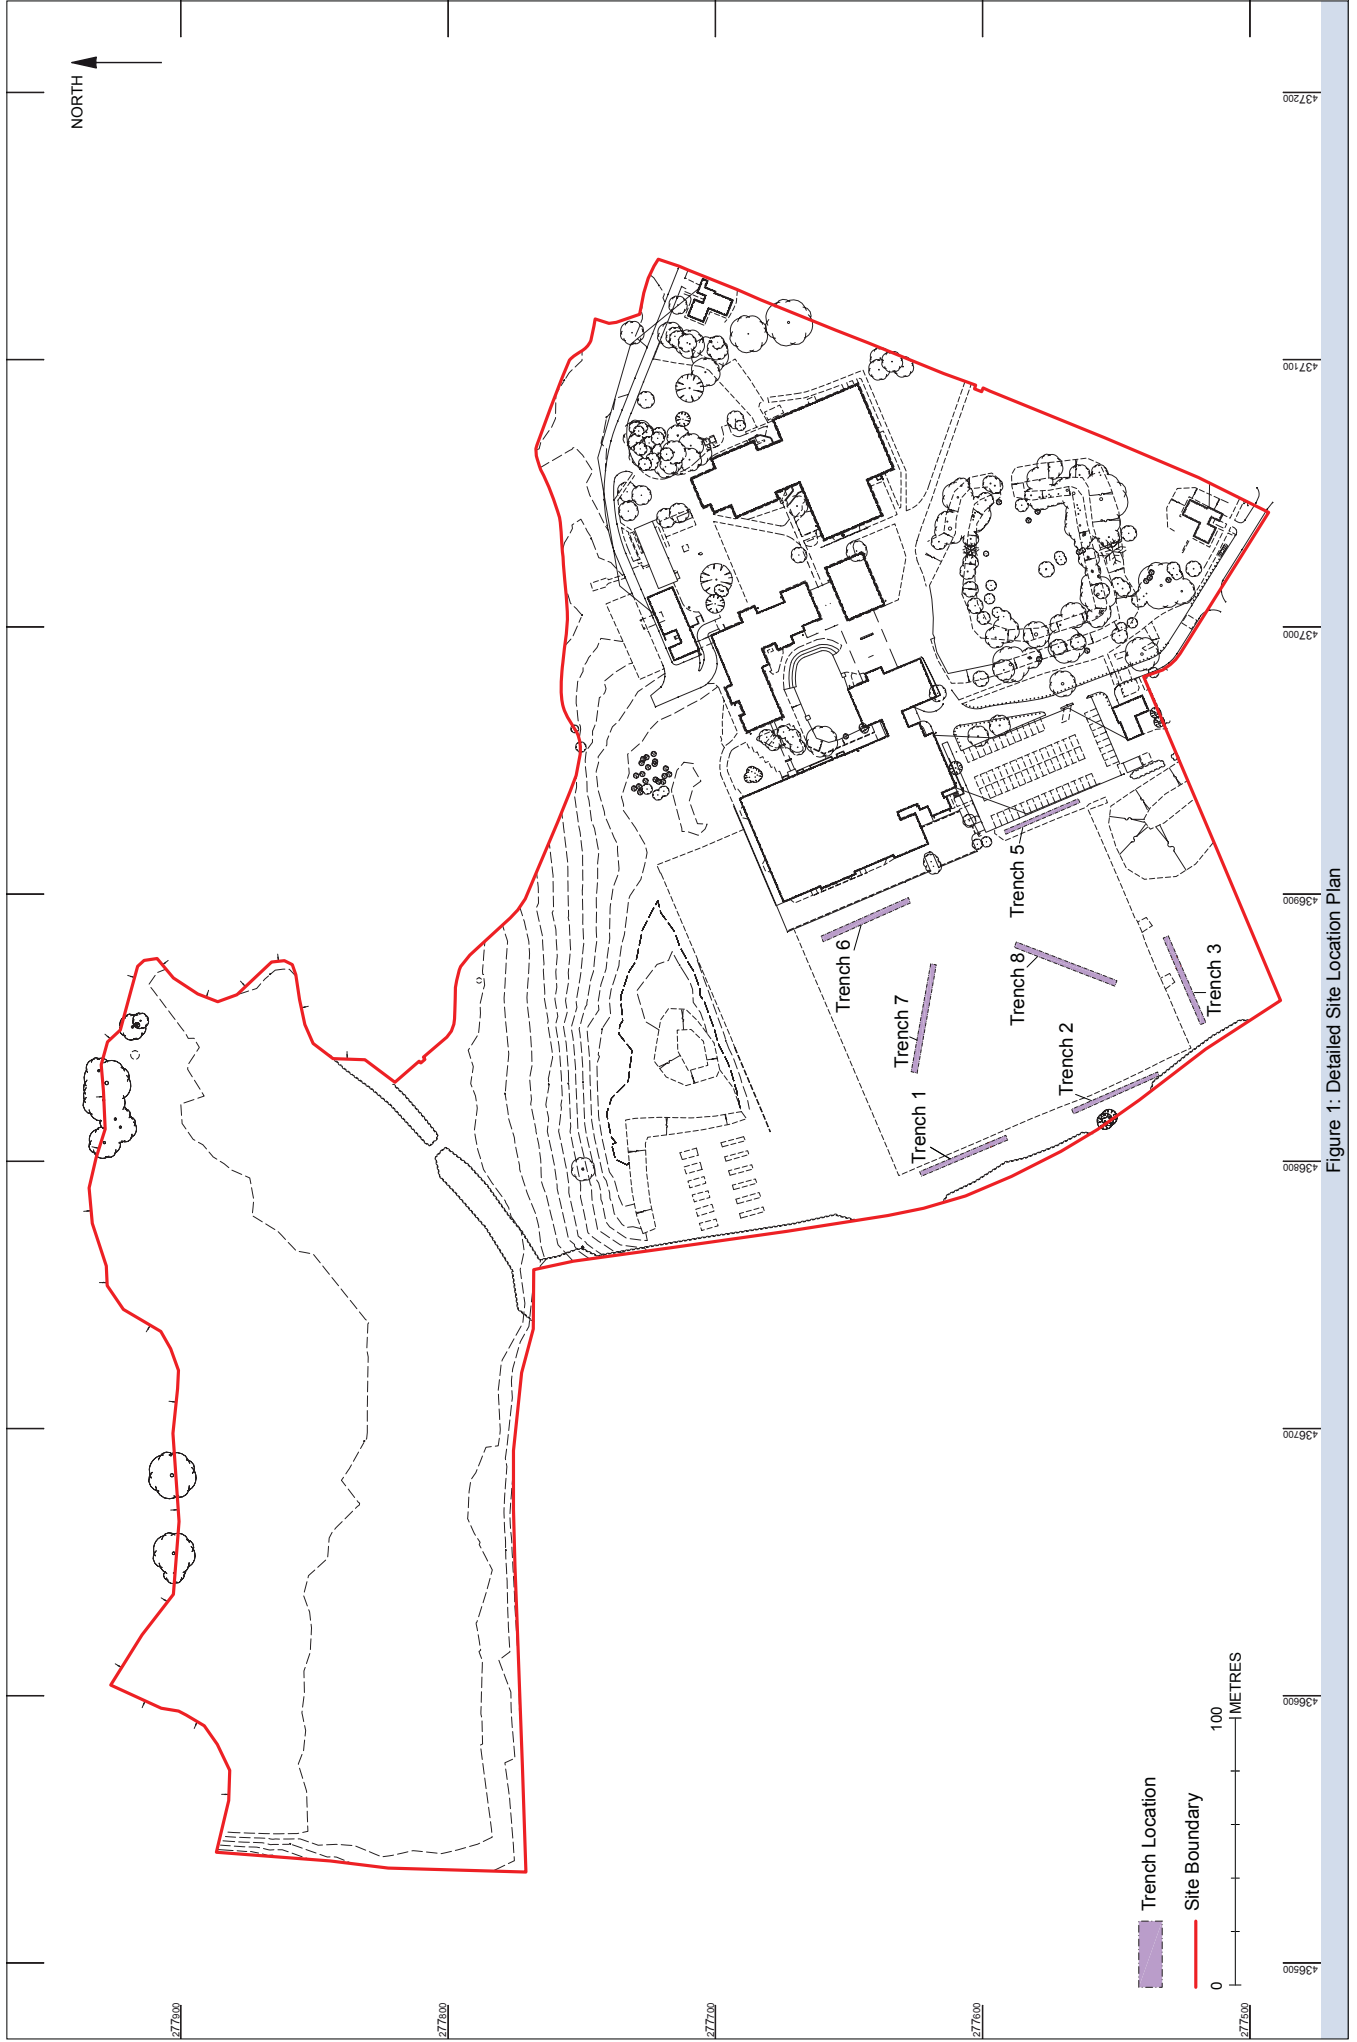 NORTH
277900
277800
277700
277600
277500
437200
437100
437000
436900
436800
436700
436600
436500
Trench 6
Trench 5
Trench 7
Trench 8
Trench 1
Trench 2
Trench 3
Trench Location
Site Boundary
0
100
METRES
Figure 1: Detailed Site Location Plan